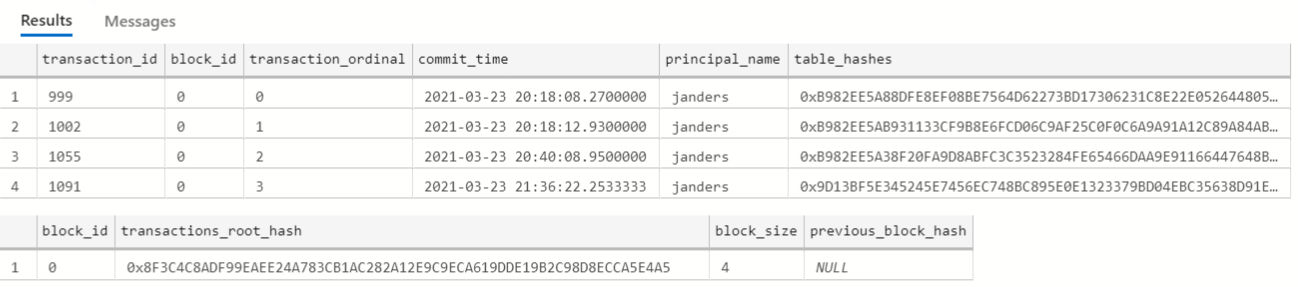 Results Messages
transaction_id block_id transaction_ordinal commit_time principal_name table_hashes
1 999 0 0 2021-03-23 20:18:08.2700000 janders 0xB982EE5A88DFE8EF08BE7564D62273BD17306231C8E22E052644805…
2 1002 0 1 2021-03-23 20:18:12.9300000 janders 0xB982EE5AB931133CF9B8E6FCD06C9AF25C0F0C6A9A91A12C89A84AB…
3 1055 0 2 2021-03-23 20:40:08.9500000 janders 0xB982EE5A38F20FA9D8ABFC3C3523284FE65466DAA9E91166447648B…
4 1091 0 3 2021-03-23 21:36:22.2533333 janders 0x9D13BF5E345245E7456EC748BC895E0E1323379BD04EBC35638D91E…
block_id transactions_root_hash block_size previous_block_hash
1 0 0x8F3C4C8ADF99EAEE24A783CB1AC282A12E9C9ECA619DDE19B2C98D8ECCA5E4A5 4 NULL